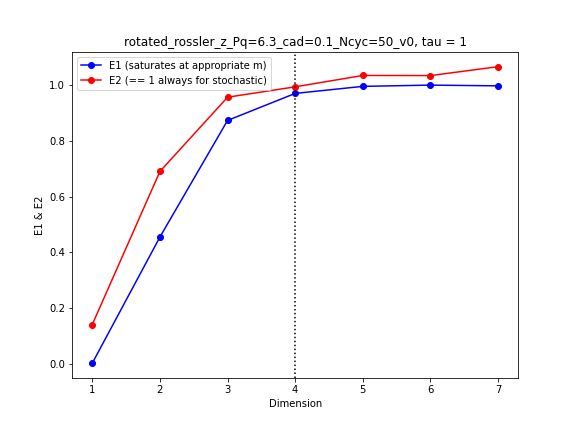 rotated_rossler_z_Pq=6.3_cad=0.1_Ncyc=50_v0, tau = 1
E1 (saturates at appropriate m)
E2 (== 1 always for stochastic)
1.0
0.8
0.6
0.4
0.2
0.0
E1 & E2
1 2 3 4 5 6 7
Dimension